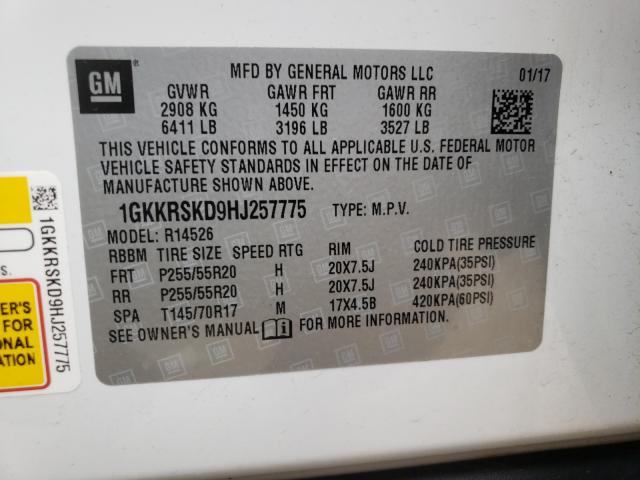 GM
MFD BY GENERAL MOTORS LLC 01/17
GVWR GAWR FRT GAWR RR
2908 KG 1450 KG 1600 KG
6411 LB 3196 LB 3527 LB
THIS VEHICLE CONFORMS TO ALL APPLICABLE U.S. FEDERAL MOTOR
VEHICLE SAFETY STANDARDS IN EFFECT ON THE DATE OF
MANUFACTURE SHOWN ABOVE.
1GKKRSKD9HJ257775 TYPE: M.P.V.
MODEL: R14526
RBBM TIRE SIZE SPEED RTG RIM COLD TIRE PRESSURE
FRT P255/55R20 H 20X7.5J 240KPA(35PSI)
RR P255/55R20 H 20X7.5J 240KPA(35PSI)
SPA T145/70R17 M 17X4.5B 420KPA(60PSI)
SEE OWNER'S MANUAL FOR MORE INFORMATION.
1GKKRSKD9HJ257775
S.
OWNER'S
FOR
ONAL
ATION